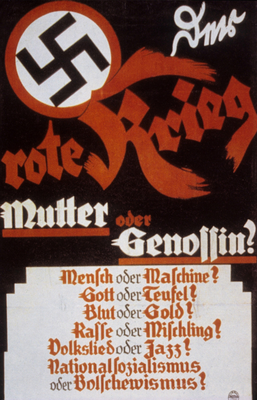 Der
rote Krieg
Mutter oder
Genossin?
Mensch oder Maschine?
Gott oder Teufel?
Blut oder Gold?
Rasse oder Mischling?
Volkslied oder Jazz?
Nationalsozialismus
oder Bolschewismus?